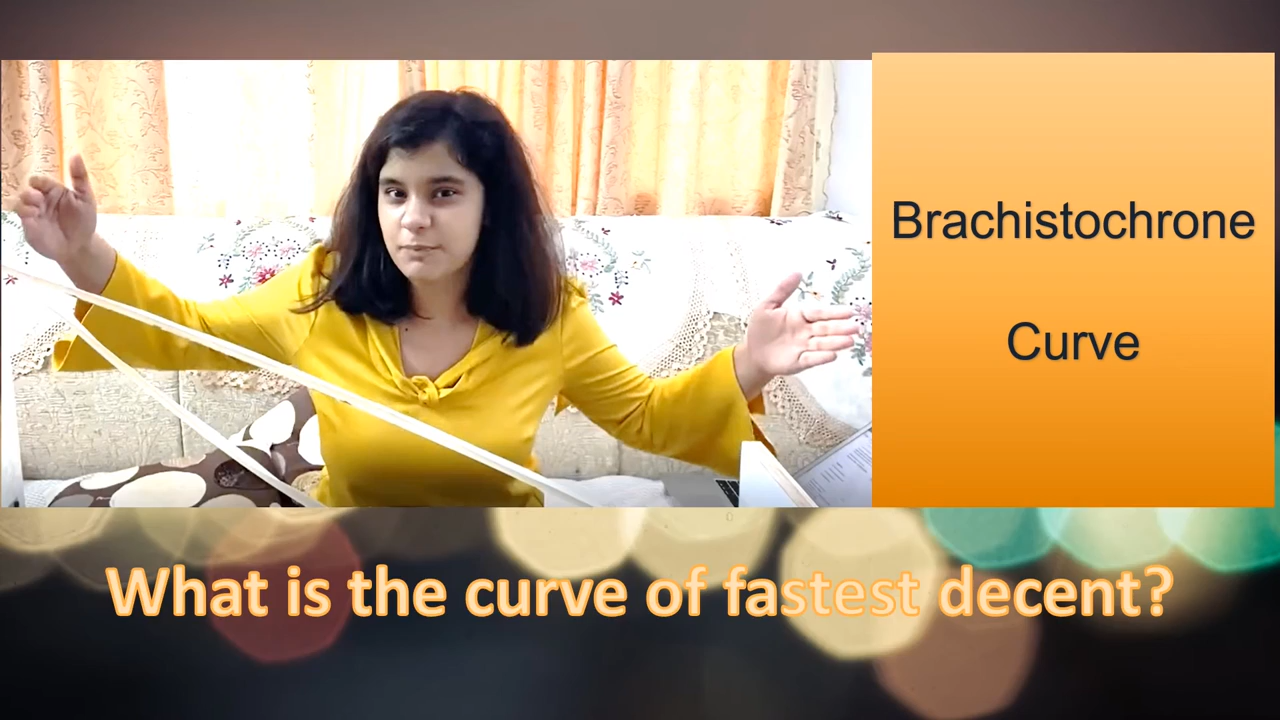 Brachistochrone
Curve
What is the curve of fastest decent?